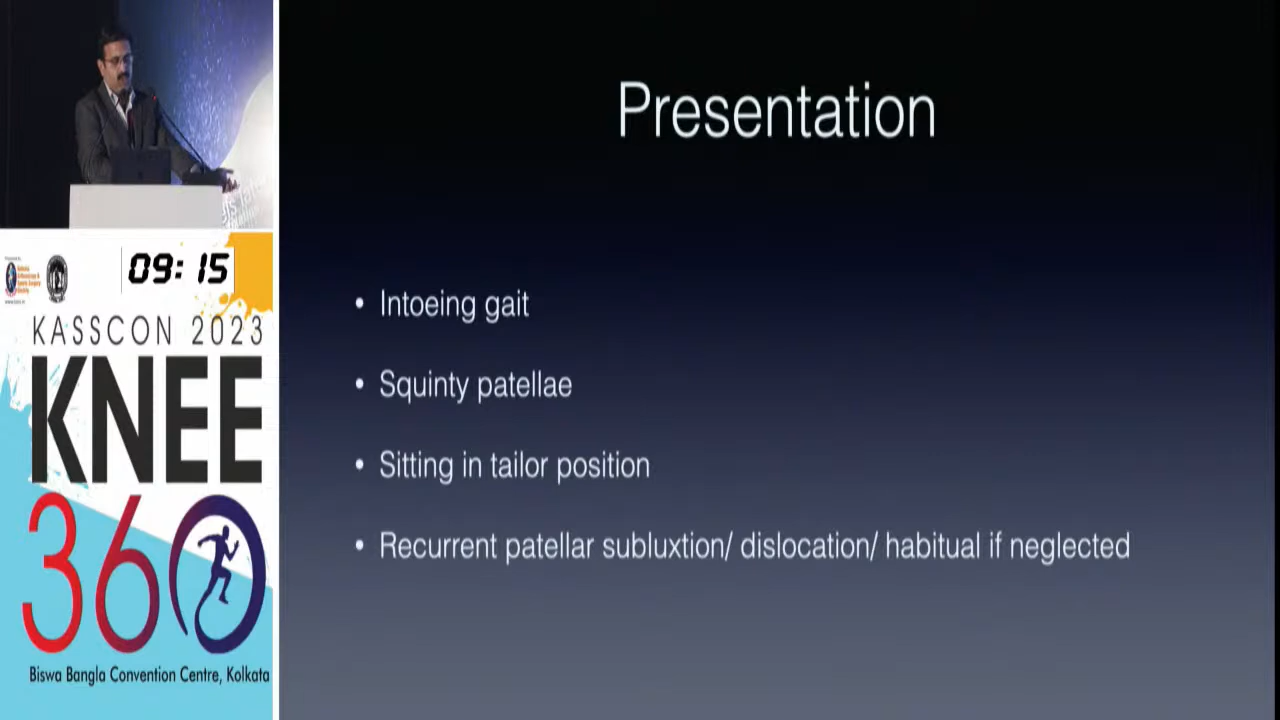 Presentation
• Intoeing gait
• Squinty patellae
• Sitting in tailor position
• Recurrent patellar subluxtion/ dislocation/ habitual if neglected
09:15
KASSCON 2023
KNEE
360
Biswa Bangla Convention Centre, Kolkata